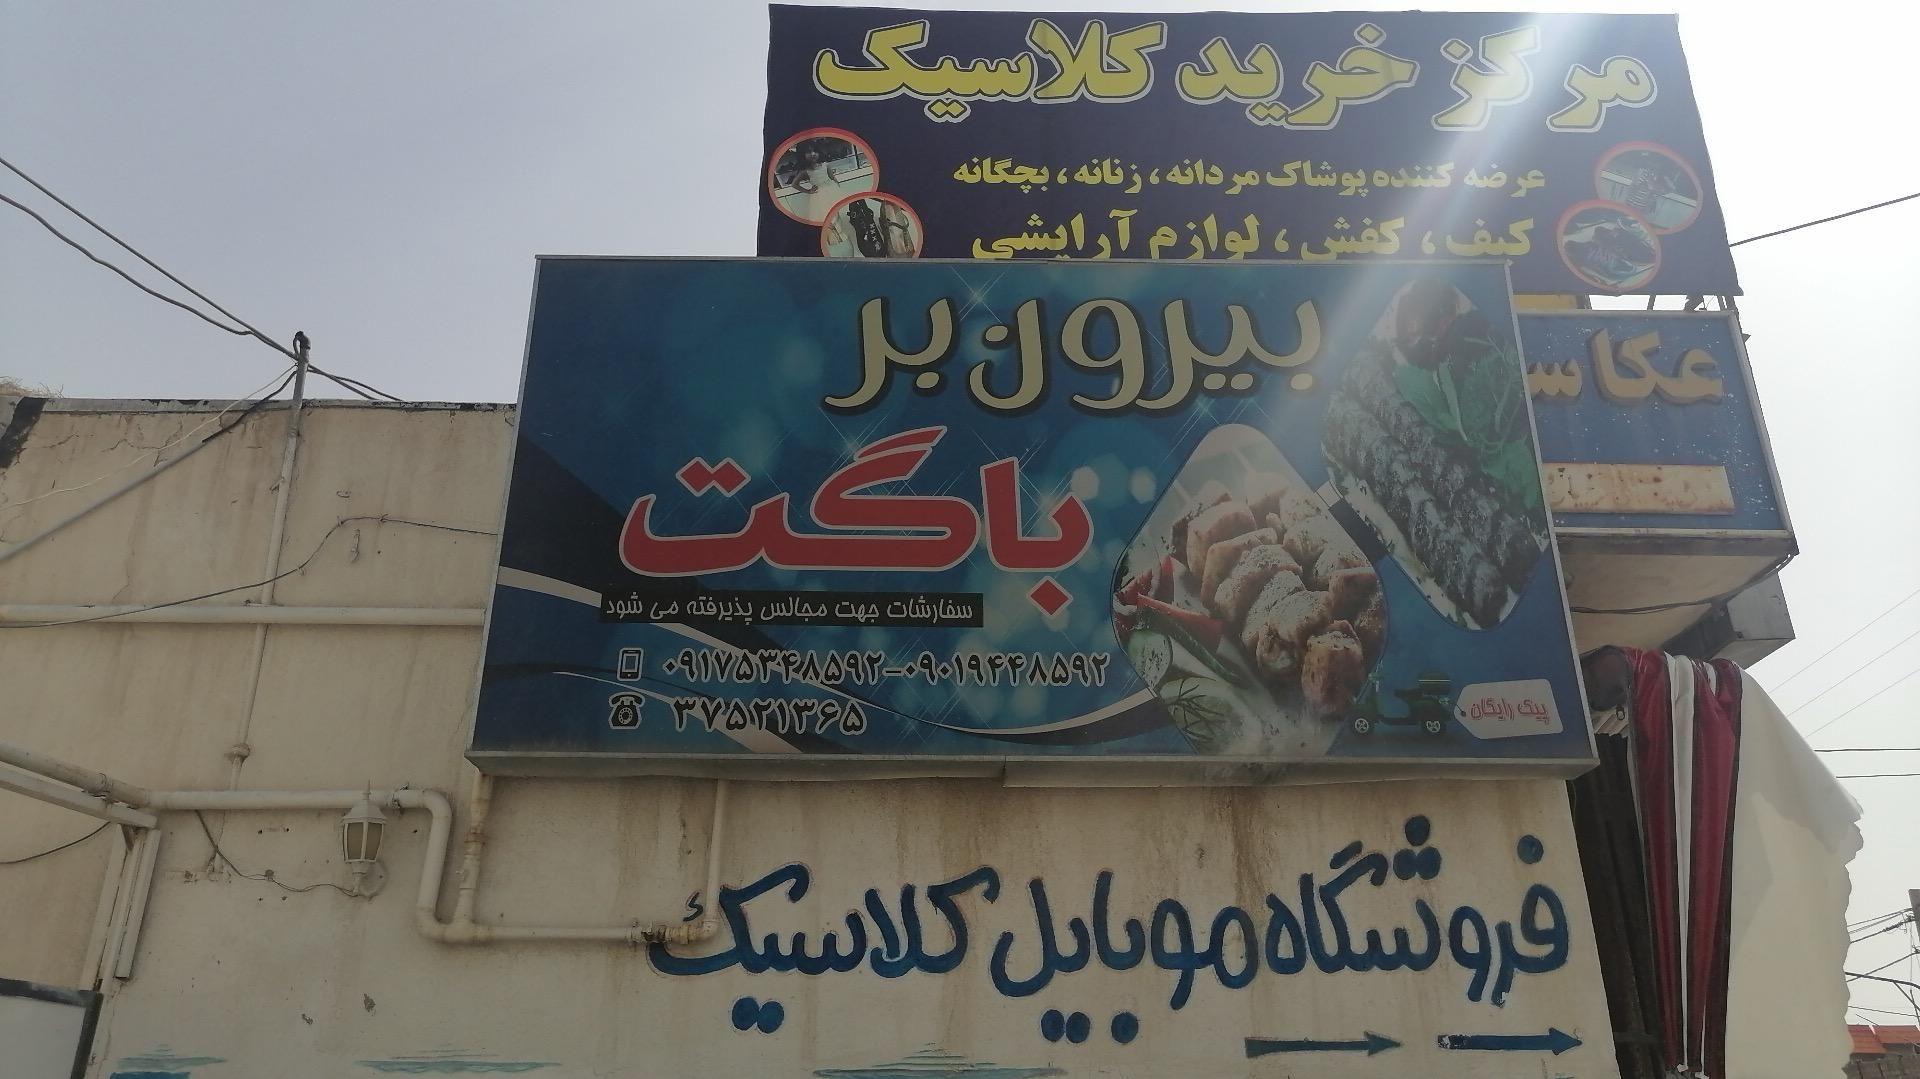 مرکز خرید کلاسیک
عرضه کننده پوشاک مردانه ، زنانه ، بچگانه
کیف ، کفش ، لوازم آرایشی
بیرون بر
باگت
سفارشات جهت مجالس پذیرفته می شود
۰۹۱۷۵۳۴۸۵۹۲-۰۹۰۱۹۴۴۸۵۹۲
۳۷۵۲۱۳۶۵
پیک رایگان
فروشگاه موبایل کلاسیک